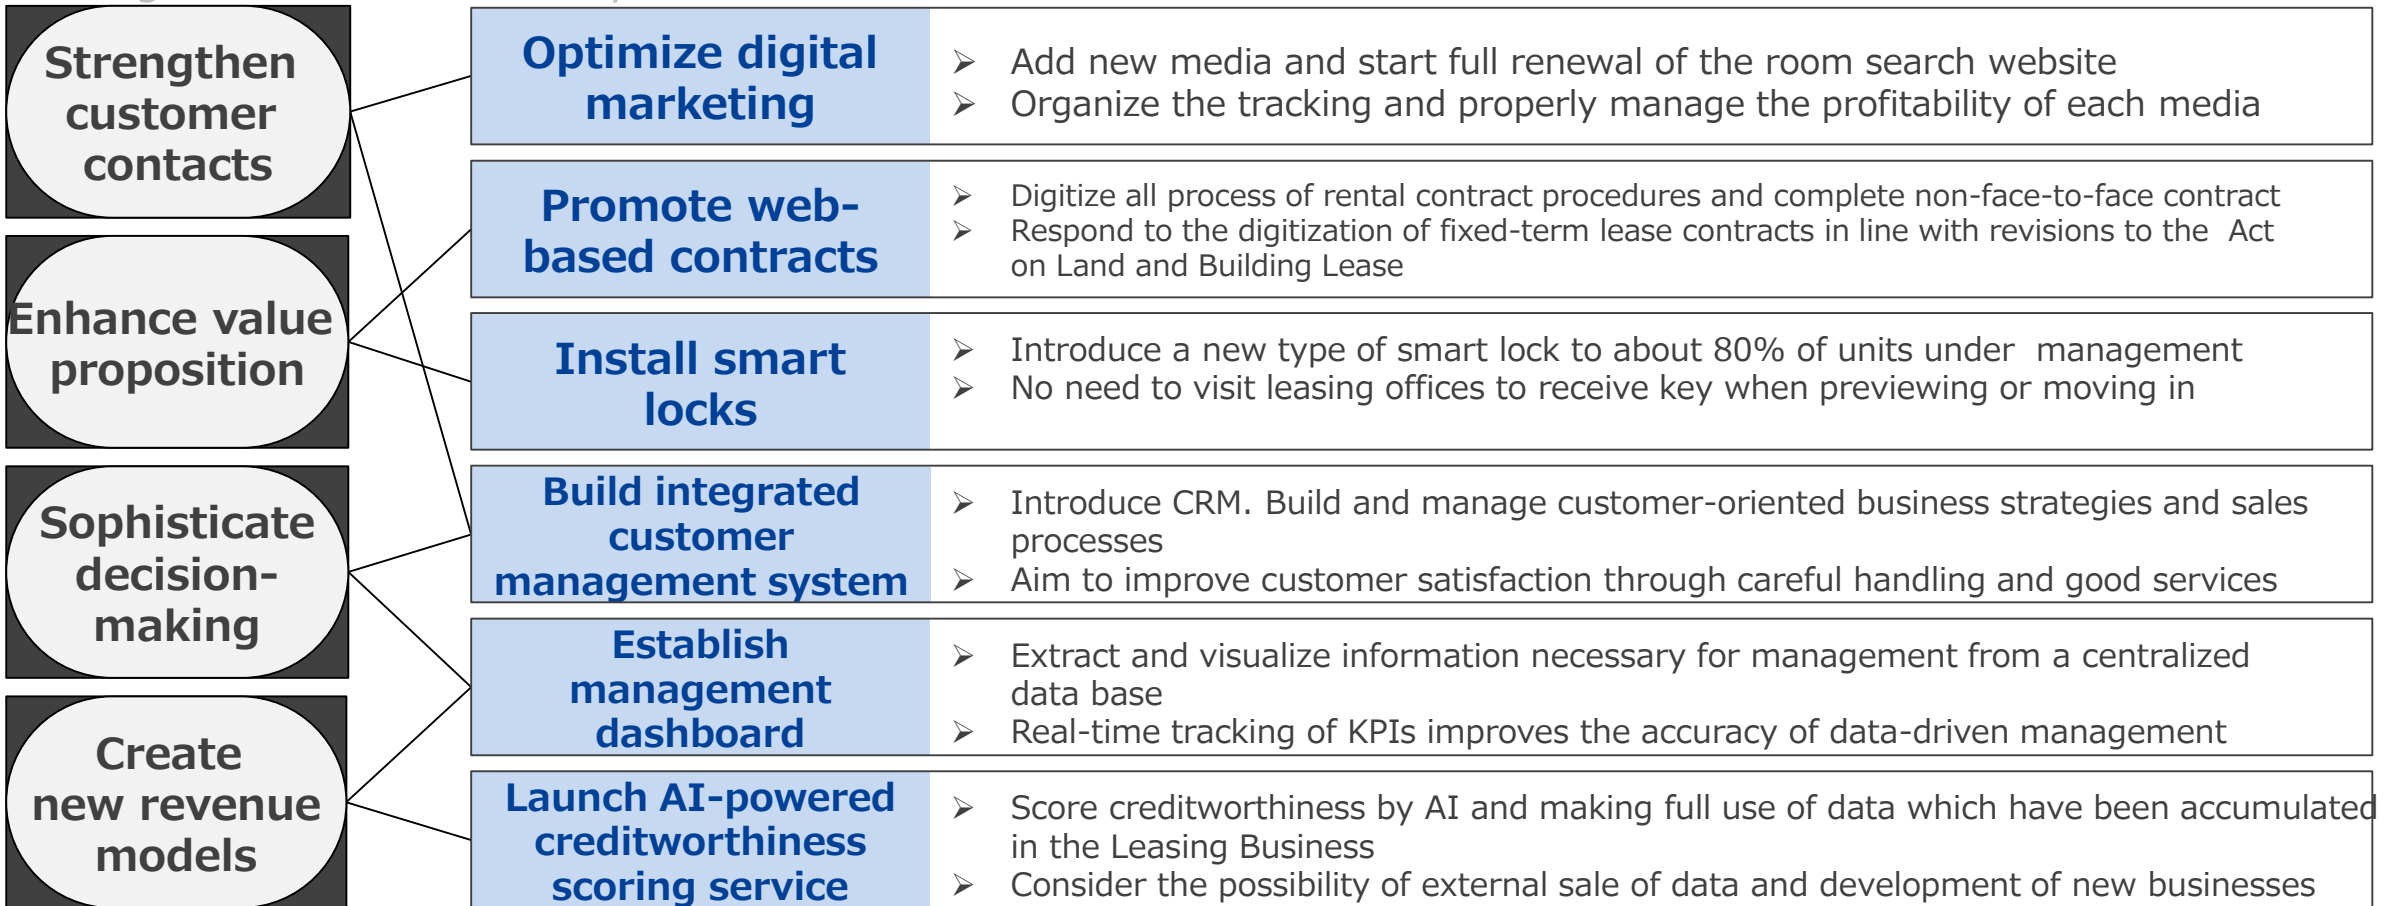 Strengthen
customer
contacts
Enhance value
proposition
Sophisticate
decision-
making
Create
new revenue
models
Optimize digital
marketing
➢ Add new media and start full renewal of the room search website
➢ Organize the tracking and properly manage the profitability of each media
Promote web-
based contracts
➢ Digitize all process of rental contract procedures and complete non-face-to-face contract
➢ Respond to the digitization of fixed-term lease contracts in line with revisions to the Act
on Land and Building Lease
Install smart
locks
➢ Introduce a new type of smart lock to about 80% of units under management
➢ No need to visit leasing offices to receive key when previewing or moving in
Build integrated
customer
management system
➢ Introduce CRM. Build and manage customer-oriented business strategies and sales
processes
➢ Aim to improve customer satisfaction through careful handling and good services
Establish
management
dashboard
➢ Extract and visualize information necessary for management from a centralized
data base
➢ Real-time tracking of KPIs improves the accuracy of data-driven management
Launch AI-powered
creditworthiness
scoring service
➢ Score creditworthiness by AI and making full use of data which have been accumulated
in the Leasing Business
➢ Consider the possibility of external sale of data and development of new businesses